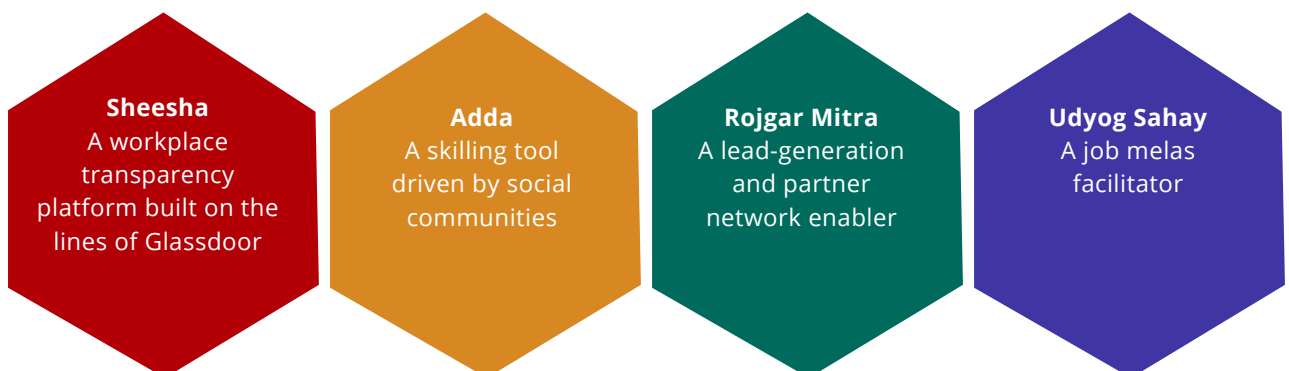 Sheesha
A workplace
transparency
platform built on the
lines of Glassdoor
Adda
A skilling tool
driven by social
communities
Rojgar Mitra
A lead-generation
and partner
network enabler
Udyog Sahay
A job melas
facilitator